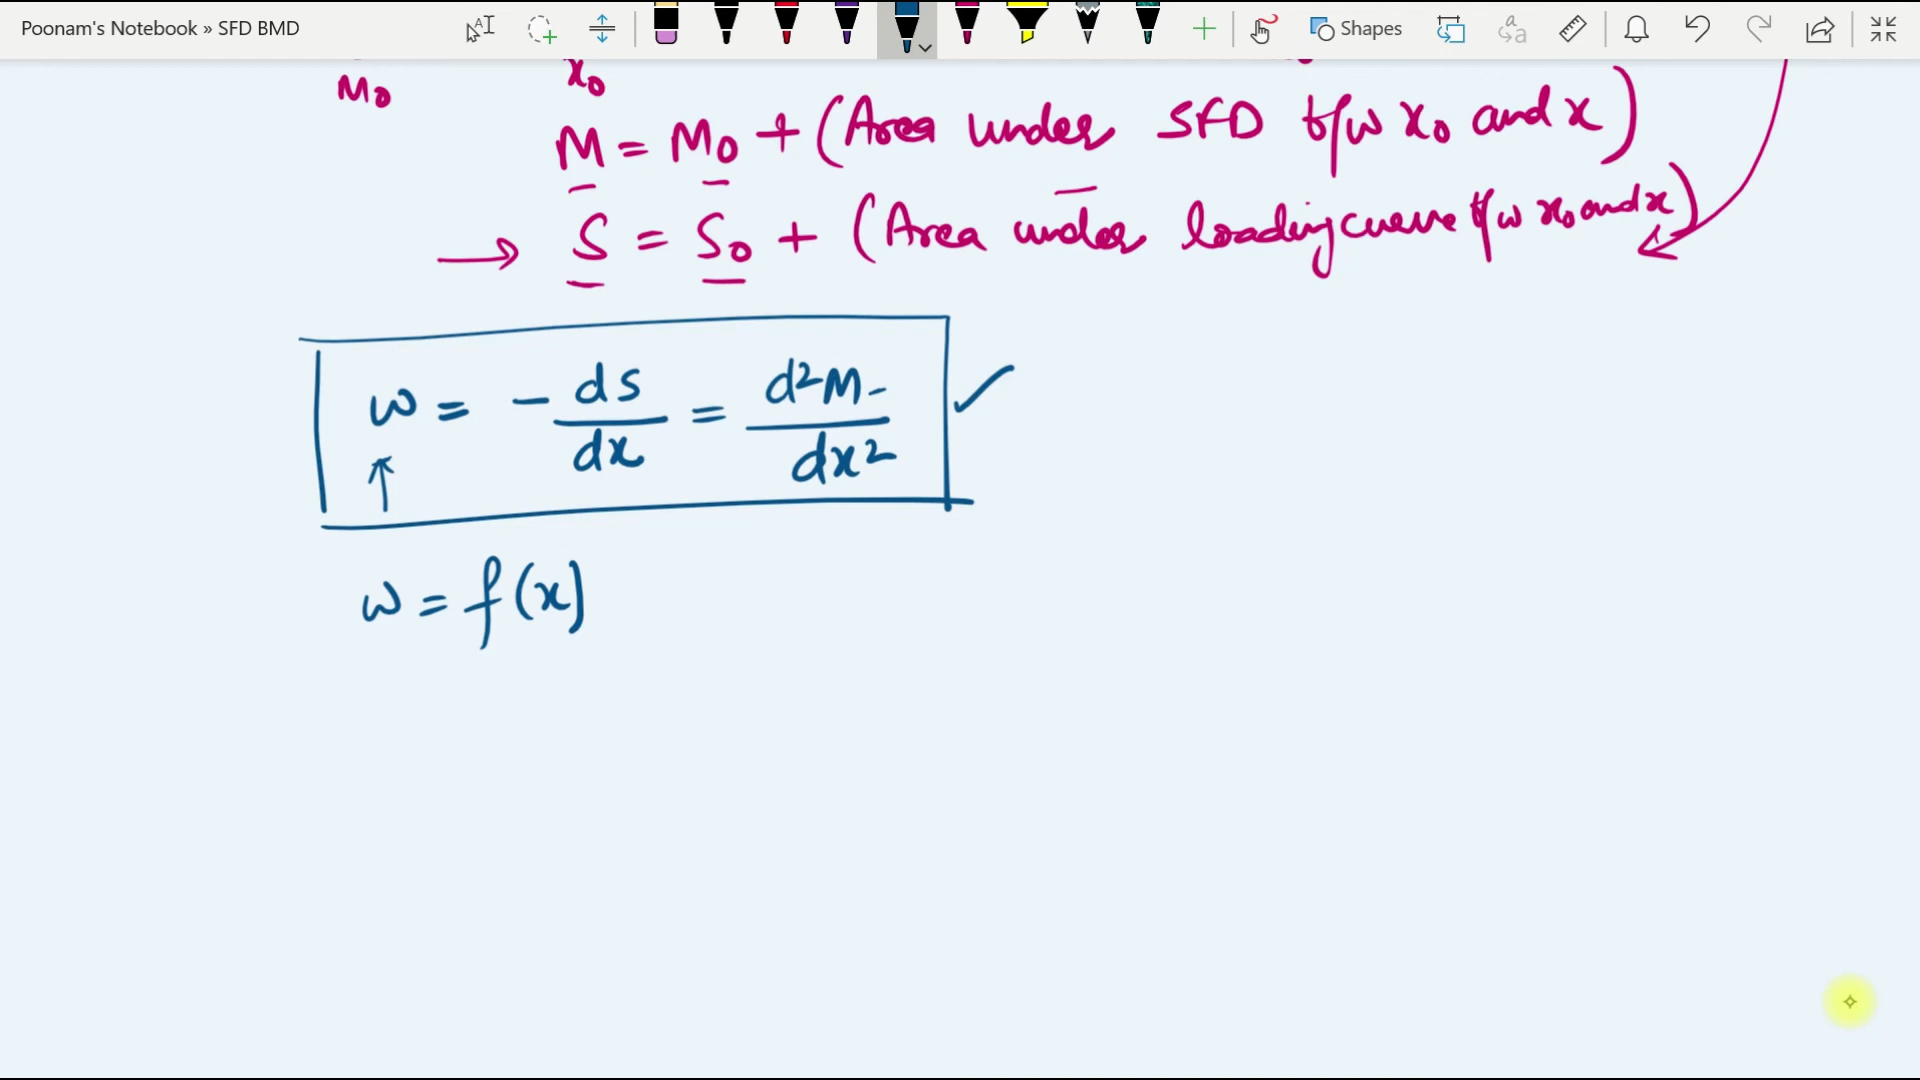 Poonam's Notebook » SFD BMD
Shapes
M₀
x₀
M = M₀ + (Area under SFD b/w x₀ and x)
→ S = S₀ + (Area under loading curve b/w x₀ and x)
w = - dS/dx = d²M/dx²
w = f(x)